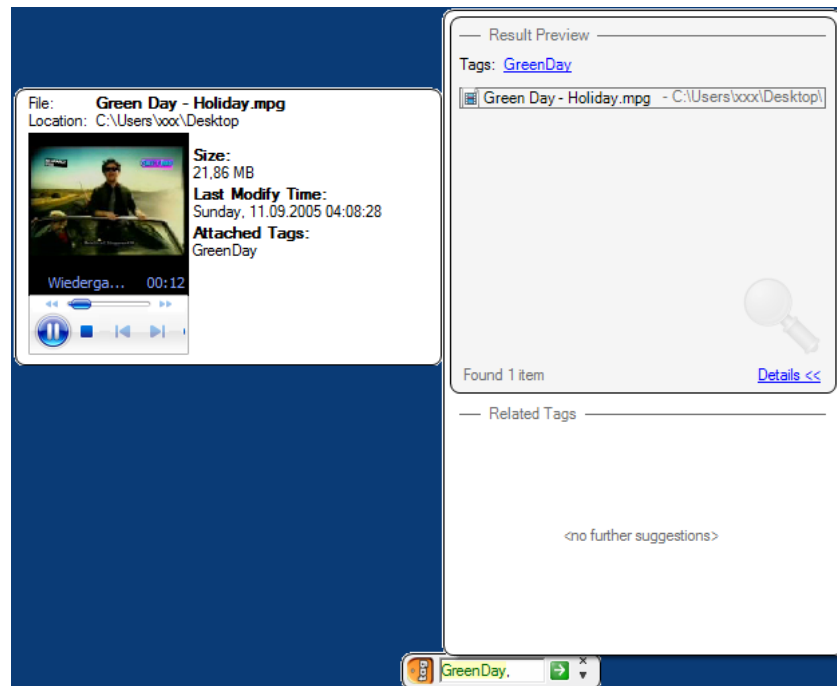 File: Green Day - Holiday.mpg
Location: C:\Users\xxx\Desktop
Size:
21,86 MB
Last Modify Time:
Sunday, 11.09.2005 04:08:28
Attached Tags:
GreenDay
Wiederga... 00:12
Result Preview
Tags: GreenDay
Green Day - Holiday.mpg - C:\Users\xxx\Desktop\
Found 1 item Details <<
Related Tags
<no further suggestions>
tag GreenDay,